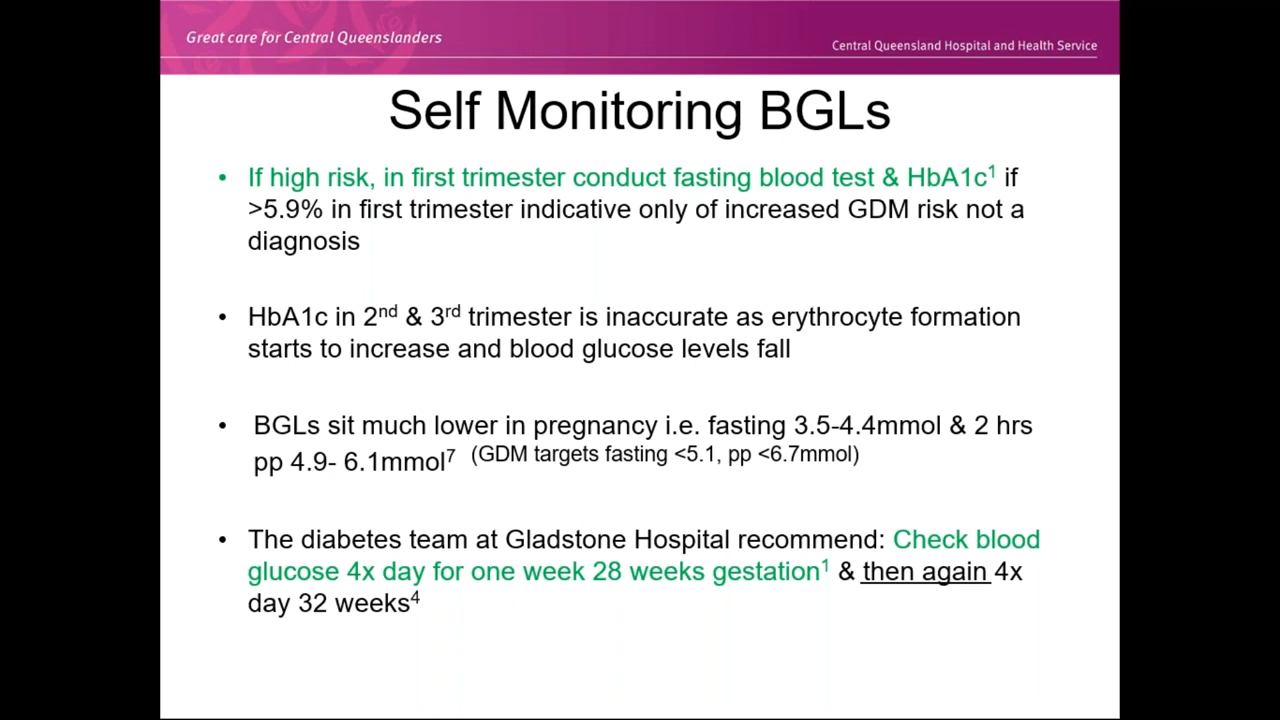 Great care for Central Queenslanders
Central Queensland Hospital and Health Service
Self Monitoring BGLs
• If high risk, in first trimester conduct fasting blood test & HbA1c¹ if
>5.9% in first trimester indicative only of increased GDM risk not a
diagnosis
• HbA1c in 2nd & 3rd trimester is inaccurate as erythrocyte formation
starts to increase and blood glucose levels fall
• BGLs sit much lower in pregnancy i.e. fasting 3.5-4.4mmol & 2 hrs
pp 4.9- 6.1mmol⁷ (GDM targets fasting <5.1, pp <6.7mmol)
• The diabetes team at Gladstone Hospital recommend: Check blood
glucose 4x day for one week 28 weeks gestation¹ & then again 4x
day 32 weeks⁴